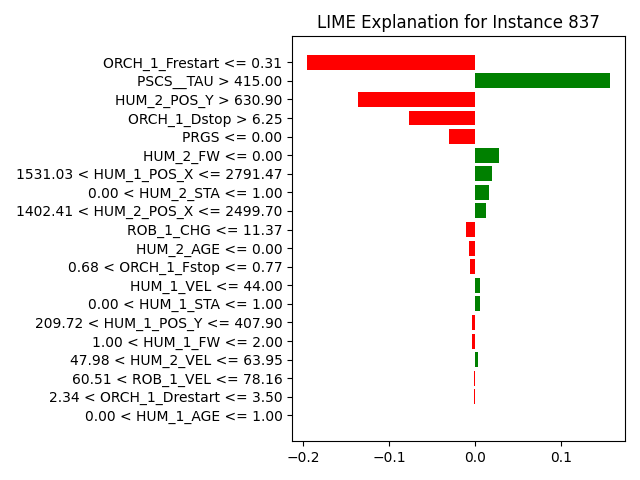 LIME Explanation for Instance 837
ORCH_1_Frestart <= 0.31
PSCS__TAU > 415.00
HUM_2_POS_Y > 630.90
ORCH_1_Dstop > 6.25
PRGS <= 0.00
HUM_2_FW <= 0.00
1531.03 < HUM_1_POS_X <= 2791.47
0.00 < HUM_2_STA <= 1.00
1402.41 < HUM_2_POS_X <= 2499.70
ROB_1_CHG <= 11.37
HUM_2_AGE <= 0.00
0.68 < ORCH_1_Fstop <= 0.77
HUM_1_VEL <= 44.00
0.00 < HUM_1_STA <= 1.00
209.72 < HUM_1_POS_Y <= 407.90
1.00 < HUM_1_FW <= 2.00
47.98 < HUM_2_VEL <= 63.95
60.51 < ROB_1_VEL <= 78.16
2.34 < ORCH_1_Drestart <= 3.50
0.00 < HUM_1_AGE <= 1.00
−0.2 −0.1 0.0 0.1